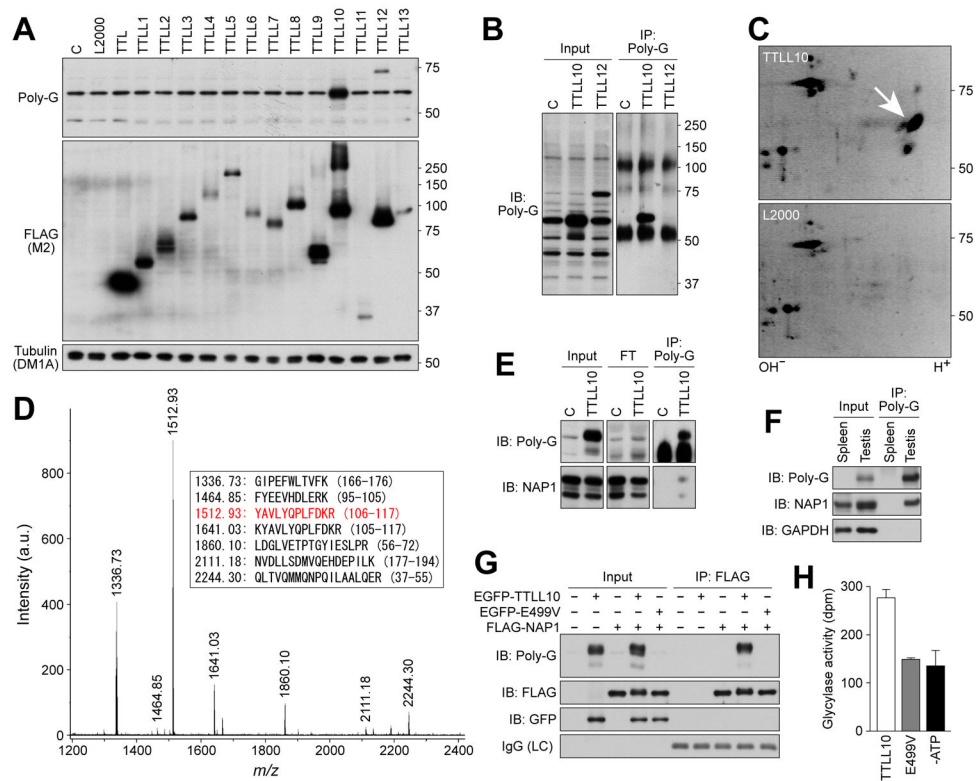 A
C
L2000
TTL
TTLL1
TTLL2
TTLL3
TTLL4
TTLL5
TTLL6
TTLL7
TTLL8
TTLL9
TTLL10
TTLL11
TTLL12
TTLL13
Poly-G
75
50
FLAG
(M2)
250
150
100
75
50
37
Tubulin
(DM1A)
50
B
Input
IP:
Poly-G
C
TTLL10
TTLL12
C
TTLL10
TTLL12
IB:
Poly-G
250
150
100
75
50
37
C
TTLL10
75
50
L2000
75
50
OH⁻
H⁺
D
Intensity (a.u.)
800
600
400
200
0
1336.73
1464.85
1512.93
1641.03
1860.10
2111.18
2244.30
1336.73: GIPEFWLTVFK (166-176)
1464.85: FYEEVHDLERK (95-105)
1512.93: YAVLYQPLFDKR (106-117)
1641.03: KYAVLYQPLFDKR (105-117)
1860.10: LDGLVETPTGYIESLPR (56-72)
2111.18: NVDLLSDMVQEHDEPILK (177-194)
2244.30: QLTVQMMQNPQILAALQER (37-55)
1200
1400
1600
1800
2000
2200
2400
m/z
E
Input
FT
IP:
Poly-G
C
TTLL10
C
TTLL10
C
TTLL10
IB: Poly-G
IB: NAP1
F
Input
IP:
Poly-G
Spleen
Testis
Spleen
Testis
IB: Poly-G
IB: NAP1
IB: GAPDH
G
Input
IP: FLAG
EGFP-TTLL10 − + − + − − + − + −
EGFP-E499V − − − − + − − − − +
FLAG-NAP1 − − + + + − − + + +
IB: Poly-G
IB: FLAG
IB: GFP
IgG (LC)
H
Glycylase activity (dpm)
300
200
100
0
TTLL10
E499V
-ATP